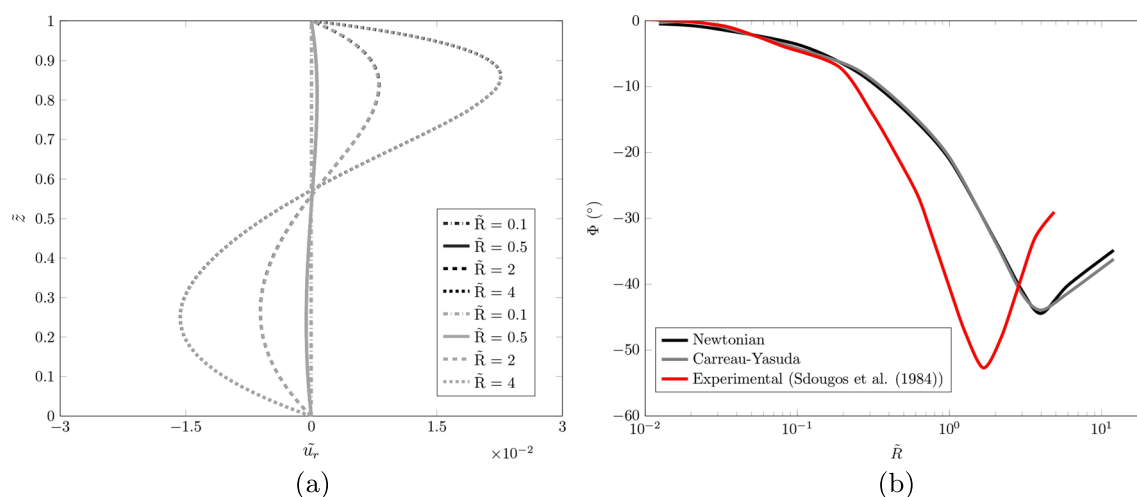 1
0.9
0.8
0.7
0.6
0.5
0.4
0.3
0.2
0.1
0
z̃
−3
−1.5
0
1.5
3
ũ_r
×10⁻²
R̃ = 0.1
R̃ = 0.5
R̃ = 2
R̃ = 4
R̃ = 0.1
R̃ = 0.5
R̃ = 2
R̃ = 4
(a)
0
−10
−20
−30
−40
−50
−60
Φ (°)
Newtonian
Carreau-Yasuda
Experimental (Sdougos et al. (1984))
10⁻²
10⁻¹
10⁰
10¹
R̃
(b)